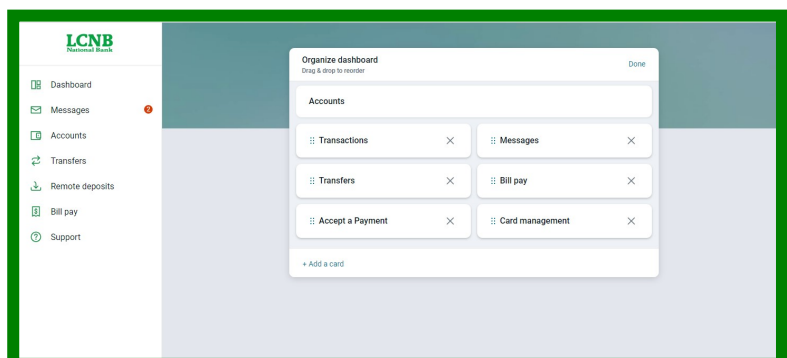 LCNB
National Bank
Dashboard
Messages 2
Accounts
Transfers
Remote deposits
Bill pay
Support
Organize dashboard
Drag & drop to reorder
Done
Accounts
Transactions
Messages
Transfers
Bill pay
Accept a Payment
Card management
+ Add a card